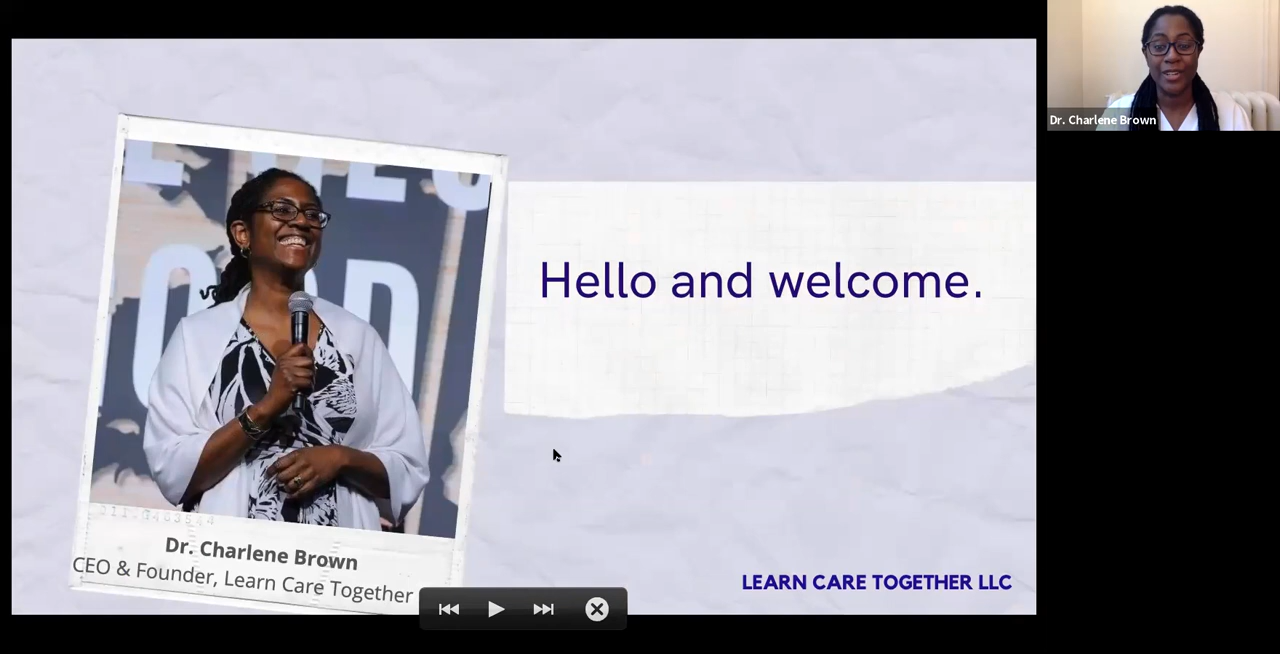 Dr. Charlene Brown
Hello and welcome.
Dr. Charlene Brown
CEO & Founder, Learn Care Together
LEARN CARE TOGETHER LLC